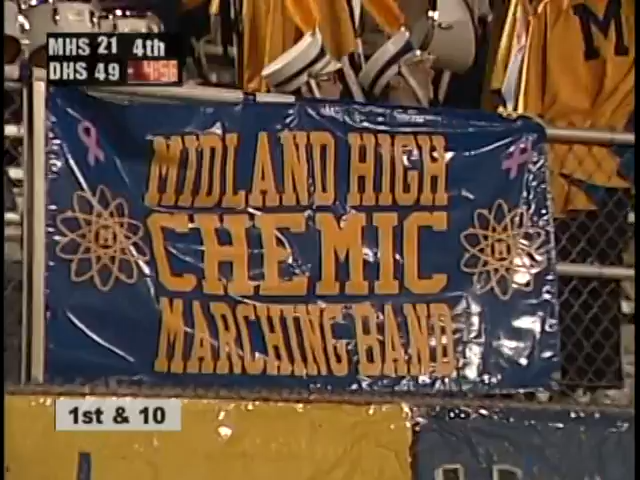 MHS 21 4th
DHS 49 4:56
M
MIDLAND HIGH
CHEMIC
MARCHING BAND
M
M
1st & 10